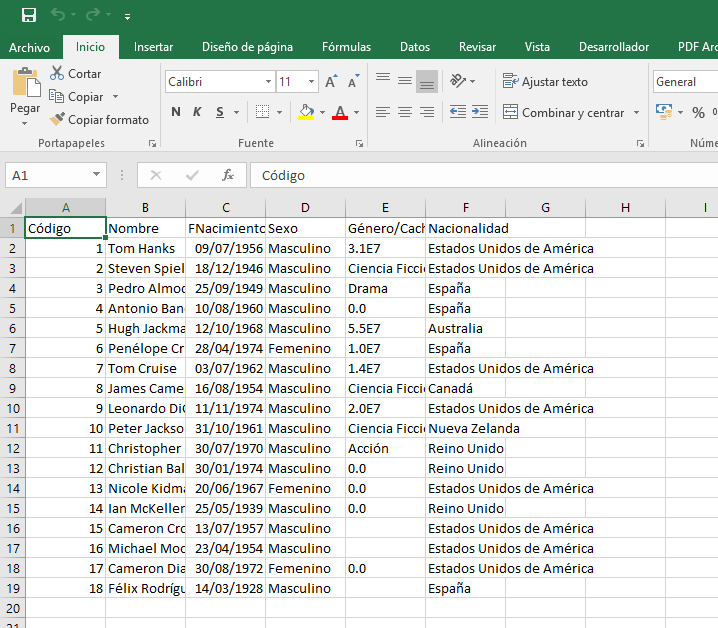 Archivo Inicio Insertar Diseño de página Fórmulas Datos Revisar Vista Desarrollador PDF Arc
Pegar
Cortar
Copiar
Copiar formato
Portapapeles
Calibri 11 A A
N K S A
Fuente
Ajustar texto
Combinar y centrar
Alineación
General
% 0
Núme
A1 fx Código
A B C D E F G H I
1 Código Nombre FNacimiento Sexo Género/Cach Nacionalidad
2 1 Tom Hanks 09/07/1956 Masculino 3.1E7 Estados Unidos de América
3 2 Steven Spiel 18/12/1946 Masculino Ciencia Ficció Estados Unidos de América
4 3 Pedro Almod 25/09/1949 Masculino Drama España
5 4 Antonio Ban 10/08/1960 Masculino 0.0 España
6 5 Hugh Jackma 12/10/1968 Masculino 5.5E7 Australia
7 6 Penélope Cr 28/04/1974 Femenino 1.0E7 España
8 7 Tom Cruise 03/07/1962 Masculino 1.4E7 Estados Unidos de América
9 8 James Came 16/08/1954 Masculino Ciencia Ficció Canadá
10 9 Leonardo DiC 11/11/1974 Masculino 2.0E7 Estados Unidos de América
11 10 Peter Jackso 31/10/1961 Masculino Ciencia Ficció Nueva Zelanda
12 11 Christopher 30/07/1970 Masculino Acción Reino Unido
13 12 Christian Bal 30/01/1974 Masculino 0.0 Reino Unido
14 13 Nicole Kidma 20/06/1967 Femenino 0.0 Estados Unidos de América
15 14 Ian McKeller 25/05/1939 Masculino 0.0 Reino Unido
16 15 Cameron Cro 13/07/1957 Masculino Estados Unidos de América
17 16 Michael Moo 23/04/1954 Masculino Estados Unidos de América
18 17 Cameron Dia 30/08/1972 Femenino 0.0 Estados Unidos de América
19 18 Félix Rodrígu 14/03/1928 Masculino España
20
21